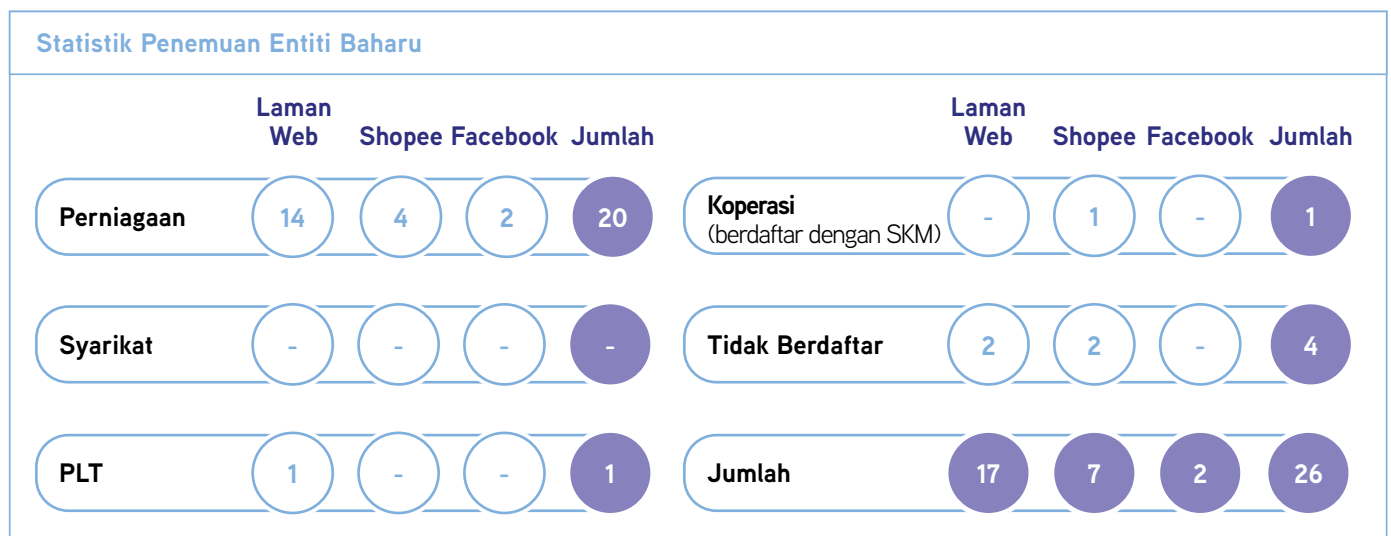 Statistik Penemuan Entiti Baharu
Laman
Web Shopee Facebook Jumlah
Perniagaan 14 4 2 20
Syarikat - - - -
PLT 1 - - 1
Laman
Web Shopee Facebook Jumlah
Koperasi
(berdaftar dengan SKM) - 1 - 1
Tidak Berdaftar 2 2 - 4
Jumlah 17 7 2 26